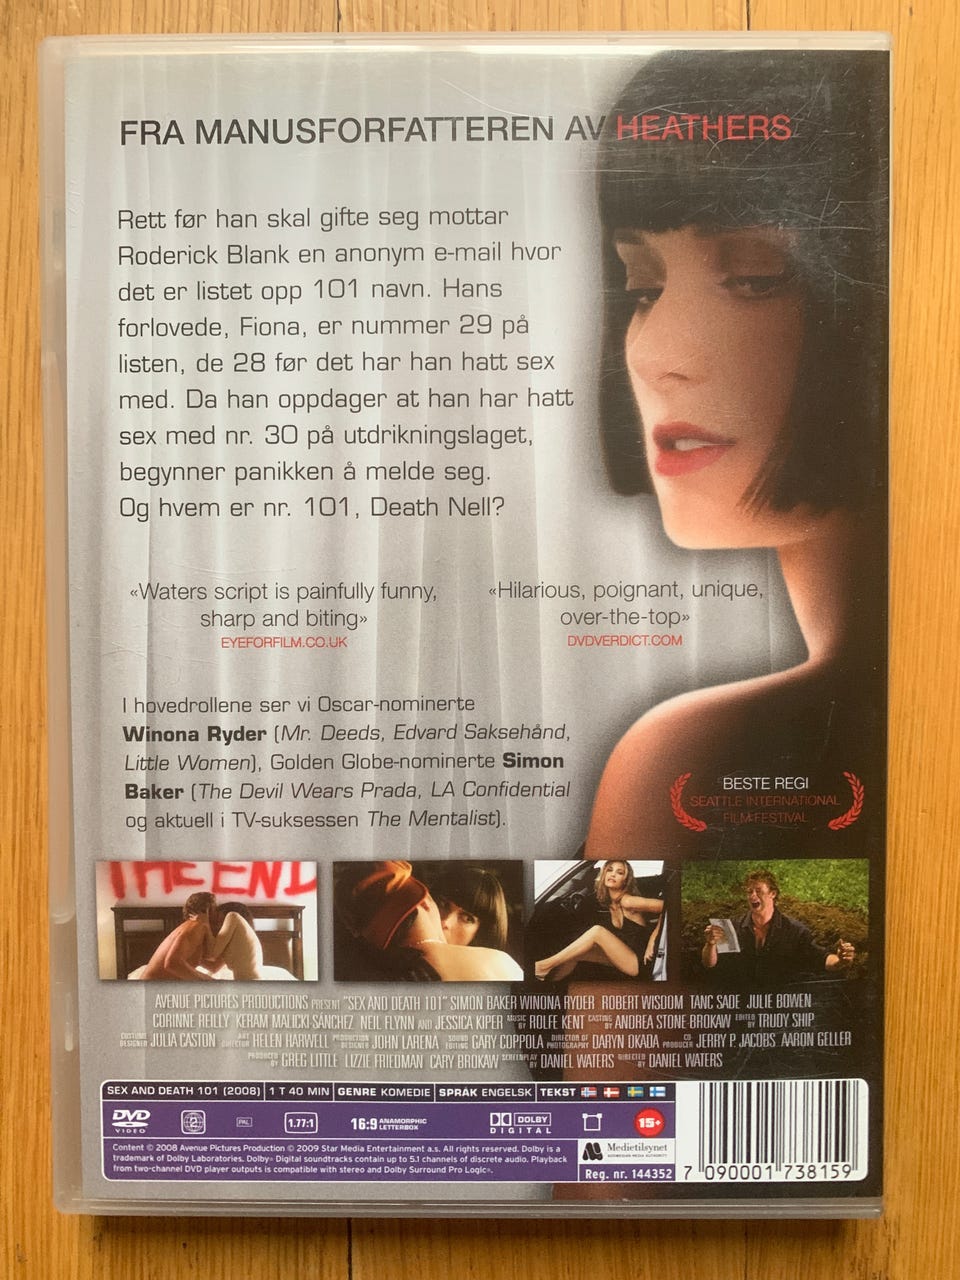 FRA MANUSFORFATTEREN AV HEATHERS
Rett før han skal gifte seg mottar
Roderick Blank en anonym e-mail hvor
det er listet opp 101 navn. Hans
forlovede, Fiona, er nummer 29 på
listen, de 28 før det har han hatt sex
med. Da han oppdager at han har hatt
sex med nr. 30 på utdrikningslaget,
begynner panikken å melde seg.
Og hvem er nr. 101, Death Nell?
«Waters script is painfully funny,
sharp and biting»
EYEFORFILM.CO.UK
«Hilarious, poignant, unique,
over-the-top»
DVDVERDICT.COM
I hovedrollene ser vi Oscar-nominerte
Winona Ryder (Mr. Deeds, Edvard Saksehånd,
Little Women), Golden Globe-nominerte Simon
Baker (The Devil Wears Prada, LA Confidential
og aktuell i TV-suksessen The Mentalist).
BESTE REGI
SEATTLE INTERNATIONAL
FILM FESTIVAL
THE END
AVENUE PICTURES PRODUCTIONS PRESENT "SEX AND DEATH 101" SIMON BAKER WINONA RYDER ROBERT WISDOM TANC SADE JULIE BOWEN
CORINNE REILLY KERAM MALICKI-SÁNCHEZ NEIL FLYNN AND JESSICA KIPER MUSIC BY ROLFE KENT CASTING BY ANDREA STONE BROKAW EDITED BY TRUDY SHIP
COSTUME DESIGNER JULIA CASTON ART DIRECTOR HELEN HARWELL PRODUCTION DESIGNER JOHN LARENA SOUND EDITING GARY COPPOLA DIRECTOR OF PHOTOGRAPHY DARYN OKADA CO PRODUCER JERRY P. JACOBS AARON GELLER
PRODUCED BY GREG LITTLE LIZZIE FRIEDMAN CARY BROKAW SCREENPLAY BY DANIEL WATERS DIRECTED BY DANIEL WATERS
SEX AND DEATH 101 (2008) 1 T 40 MIN GENRE KOMEDIE SPRÅK ENGELSK TEKST
DVD VIDEO 2 PAL 1.77:1 16:9 ANAMORPHIC LETTERBOX DOLBY DIGITAL 15+
Content © 2008 Avenue Pictures Production © 2009 Star Media Entertainment a.s. All rights reserved. Dolby is a
trademark of Dolby Laboratories. Dolby® Digital soundtracks contain up to 5.1 channels of discrete audio. Playback
from two-channel DVD player outputs is compatible with stereo and Dolby Surround Pro Logic®.
Medietilsynet
NORWEGIAN MEDIA AUTHORITY
Reg. nr. 144352
7 090001 738159